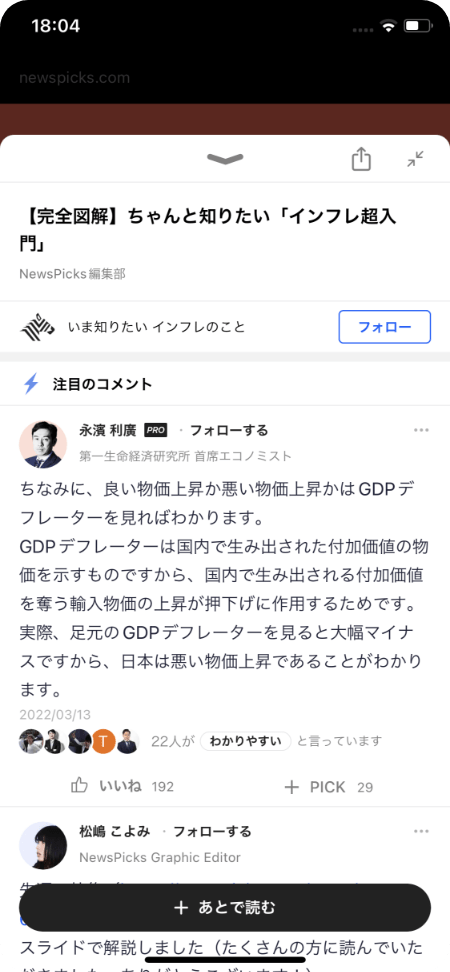 18:04
newspicks.com
【完全図解】ちゃんと知りたい「インフレ超入
門」
NewsPicks編集部
いま知りたい インフレのこと
フォロー
注目のコメント
永濱 利廣 PRO ・フォローする
第一生命経済研究所 首席エコノミスト
ちなみに、良い物価上昇か悪い物価上昇かはGDPデ
フレーターを見ればわかります。
GDPデフレーターは国内で生み出された付加価値の物
価を示すものですから、国内で生み出される付加価値
を奪う輸入物価の上昇が押下げに作用するためです。
実際、足元のGDPデフレーターを見ると大幅マイナ
スですから、日本は悪い物価上昇であることがわかり
ます。
2022/03/13
T
22人が わかりやすい と言っています
いいね 192
PICK 29
松嶋 こよみ ・フォローする
NewsPicks Graphic Editor
+ あとで読む
スライドで解説しました（たくさんの方に読んでいた